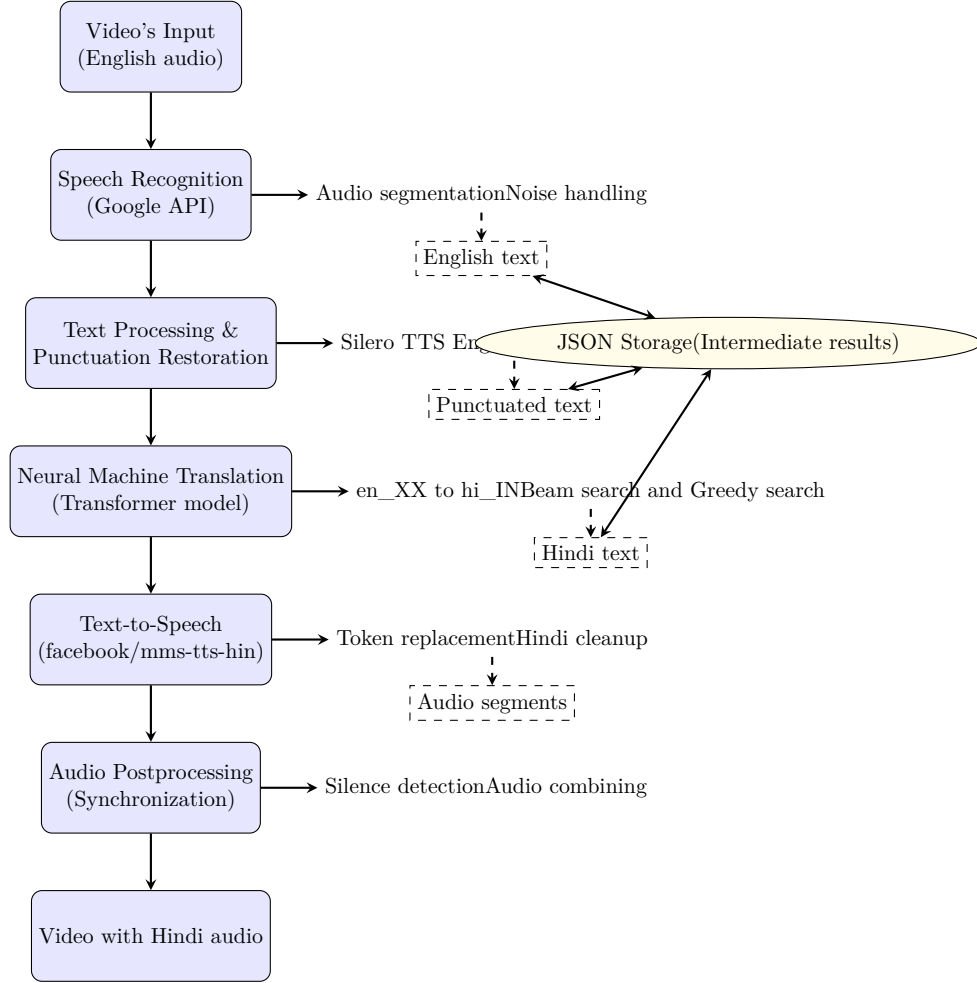 Video's Input
(English audio)
Speech Recognition
(Google API)
Audio segmentationNoise handling
English text
Text Processing &
Punctuation Restoration
Silero TTS
JSON Storage(Intermediate results)
Punctuated text
Neural Machine Translation
(Transformer model)
en_XX to hi_INBeam search and Greedy search
Hindi text
Text-to-Speech
(facebook/mms-tts-hin)
Token replacementHindi cleanup
Audio segments
Audio Postprocessing
(Synchronization)
Silence detectionAudio combining
Video with Hindi audio